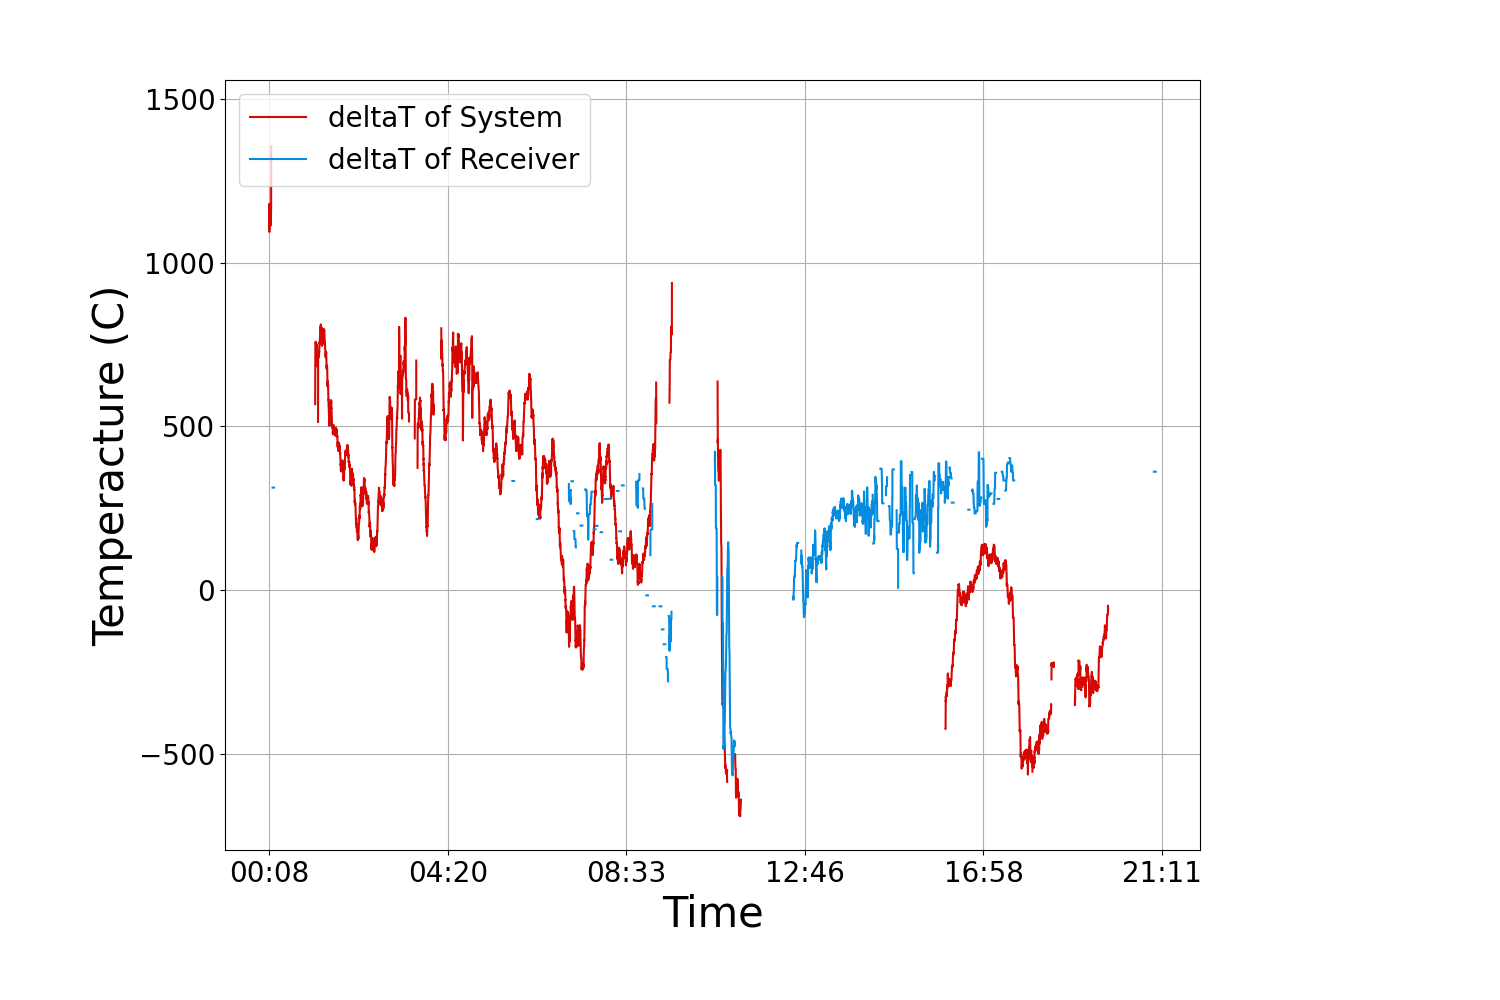 deltaT of System
deltaT of Receiver
Temperacture (C)
1500
1000
500
0
−500
00:08 04:20 08:33 12:46 16:58 21:11
Time